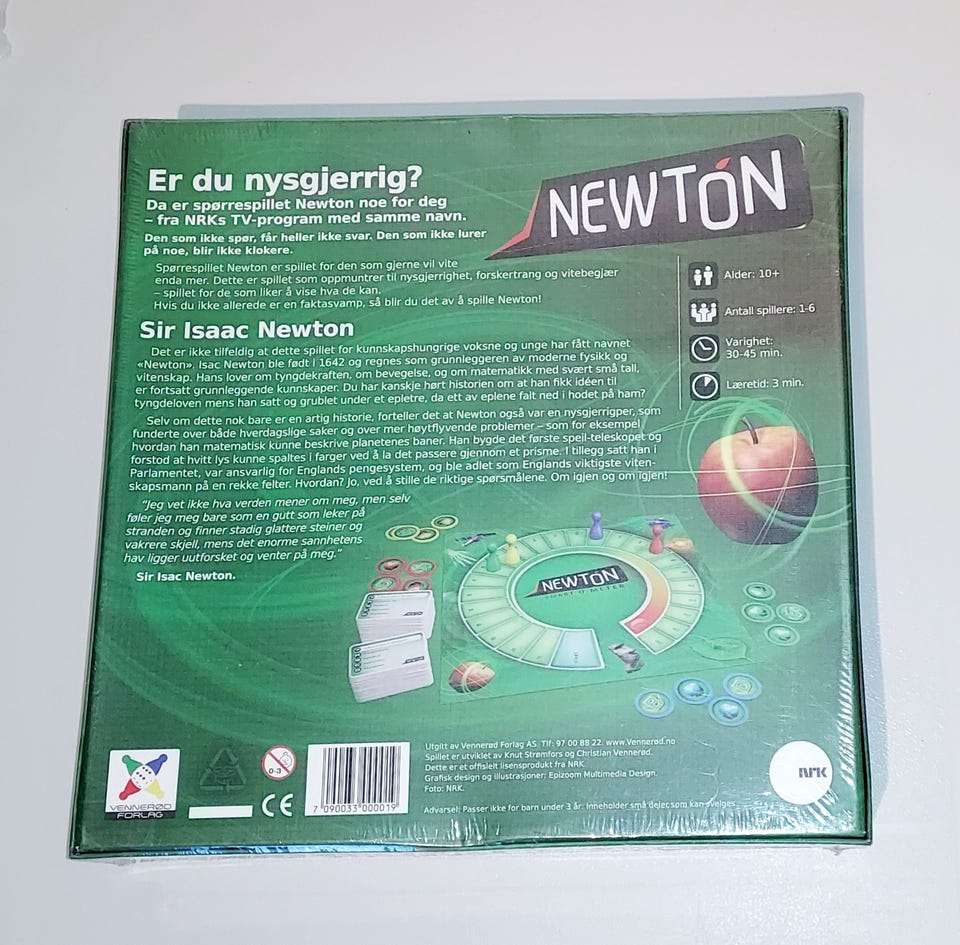 Er du nysgjerrig?
Da er spørrespillet Newton noe for deg
– fra NRKs TV-program med samme navn.
Den som ikke spør, får heller ikke svar. Den som ikke lurer
på noe, blir ikke klokere.
Spørrespillet Newton er spillet for den som gjerne vil vite
enda mer. Dette er spillet som oppmuntrer til nysgjerrighet, forskertrang og vitebegjær
– spillet for de som liker å vise hva de kan.
Hvis du ikke allerede er en faktasvamp, så blir du det av å spille Newton!
NEWTON
Alder: 10+
Antall spillere: 1-6
Varighet:
30-45 min.
Læretid: 3 min.
Sir Isaac Newton
Det er ikke tilfeldig at dette spillet for kunnskapshungrige voksne og unge har fått navnet
«Newton». Isac Newton ble født i 1642 og regnes som grunnleggeren av moderne fysikk og
vitenskap. Hans lover om tyngdekraften, om bevegelse, og om matematikk med svært små tall,
er fortsatt grunnleggende kunnskaper. Du har kanskje hørt historien om at han fikk idéen til
tyngdeloven mens han satt og grublet under et epletre, da ett av eplene falt ned i hodet på ham?
Selv om dette nok bare er en artig historie, forteller det at Newton også var en nysgjerrigper, som
funderte over både hverdagslige saker og over mer høytflyvende problemer – som for eksempel
hvordan han matematisk kunne beskrive planetenes baner. Han bygde det første speil-teleskopet og
forstod at hvitt lys kunne spaltes i farger ved å la det passere gjennom et prisme. I tillegg satt han i
Parlamentet, var ansvarlig for Englands pengesystem, og ble adlet som Englands viktigste viten-
skapsmann på en rekke felter. Hvordan? Jo, ved å stille de riktige spørsmålene. Om igjen og om igjen!
"Jeg vet ikke hva verden mener om meg, men selv
føler jeg meg bare som en gutt som leker på
stranden og finner stadig glattere steiner og
vakrere skjell, mens det enorme sannhetens
hav ligger uutforsket og venter på meg."
Sir Isac Newton.
NEWTON
SMART-O-METER
VENNERØD
FORLAG
0-3
CE
7 090033 000019
Utgitt av Vennerød Forlag AS. Tlf: 97 00 88 22. www.Vennerød.no
Spillet er utviklet av Knut Strømfors og Christian Vennerød.
Dette er et offisielt lisensprodukt fra NRK.
Grafisk design og illustrasjoner: Epizoom Multimedia Design.
Foto: NRK.
Advarsel: Passer ikke for barn under 3 år. Inneholder små deler som kan svelges.
NRK